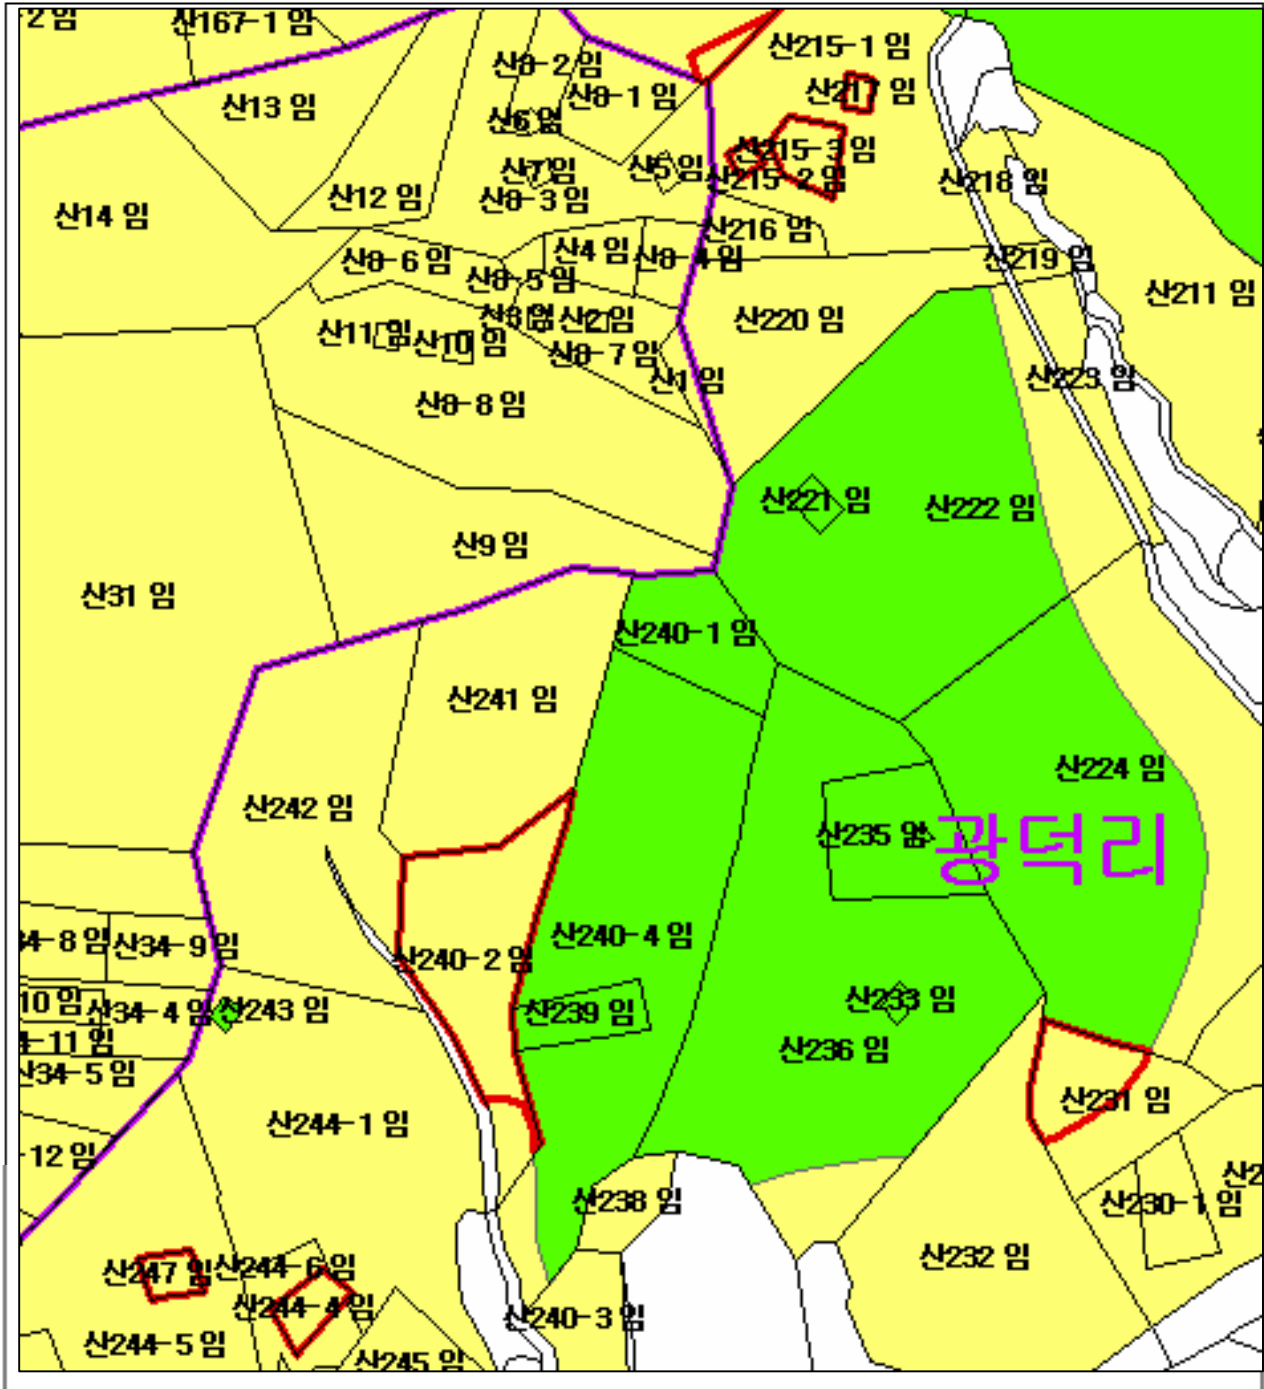 산167-1 임
산215-1 임
산8-2 임
산8-1 임
산217 임
산13 임
산6 임
산215-3 임
산7 임
산5 임
산215-2 임
산218 임
산12 임
산8-3 임
산14 임
산216 임
산4 임
산8-4 임
산219 임
산8-6 임
산8-5 임
산211 임
산3 임
산2 임
산220 임
산11 임
산10 임
산8-7 임
산1 임
산223 임
산8-8 임
산221 임
산222 임
산9 임
산31 임
산240-1 임
산241 임
산224 임
산242 임
산235 임
광덕리
산240-4 임
34-8 임
산34-9 임
산240-2 임
산233 임
10 임
산34-4 임
산243 임
산239 임
-11 임
산236 임
산34-5 임
산231 임
산244-1 임
-12 임
산238 임
산230-1 임
산232 임
산247 임
산244-6 임
산244-4 임
산240-3 임
산244-5 임
산245 임